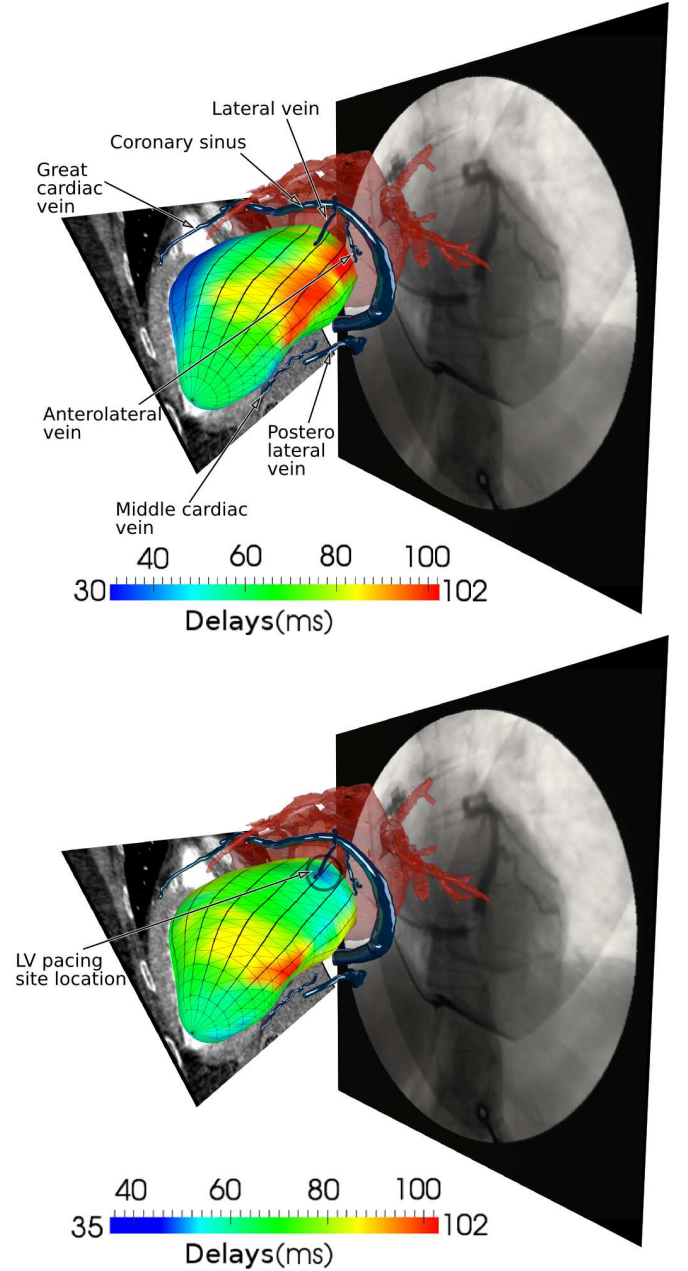 Lateral vein
Coronary sinus
Great
cardiac
vein
Anterolateral
vein
Postero
lateral
vein
Middle cardiac
vein
40 60 80 100
30 102
Delays(ms)
LV pacing
site location
40 60 80 100
35 102
Delays(ms)